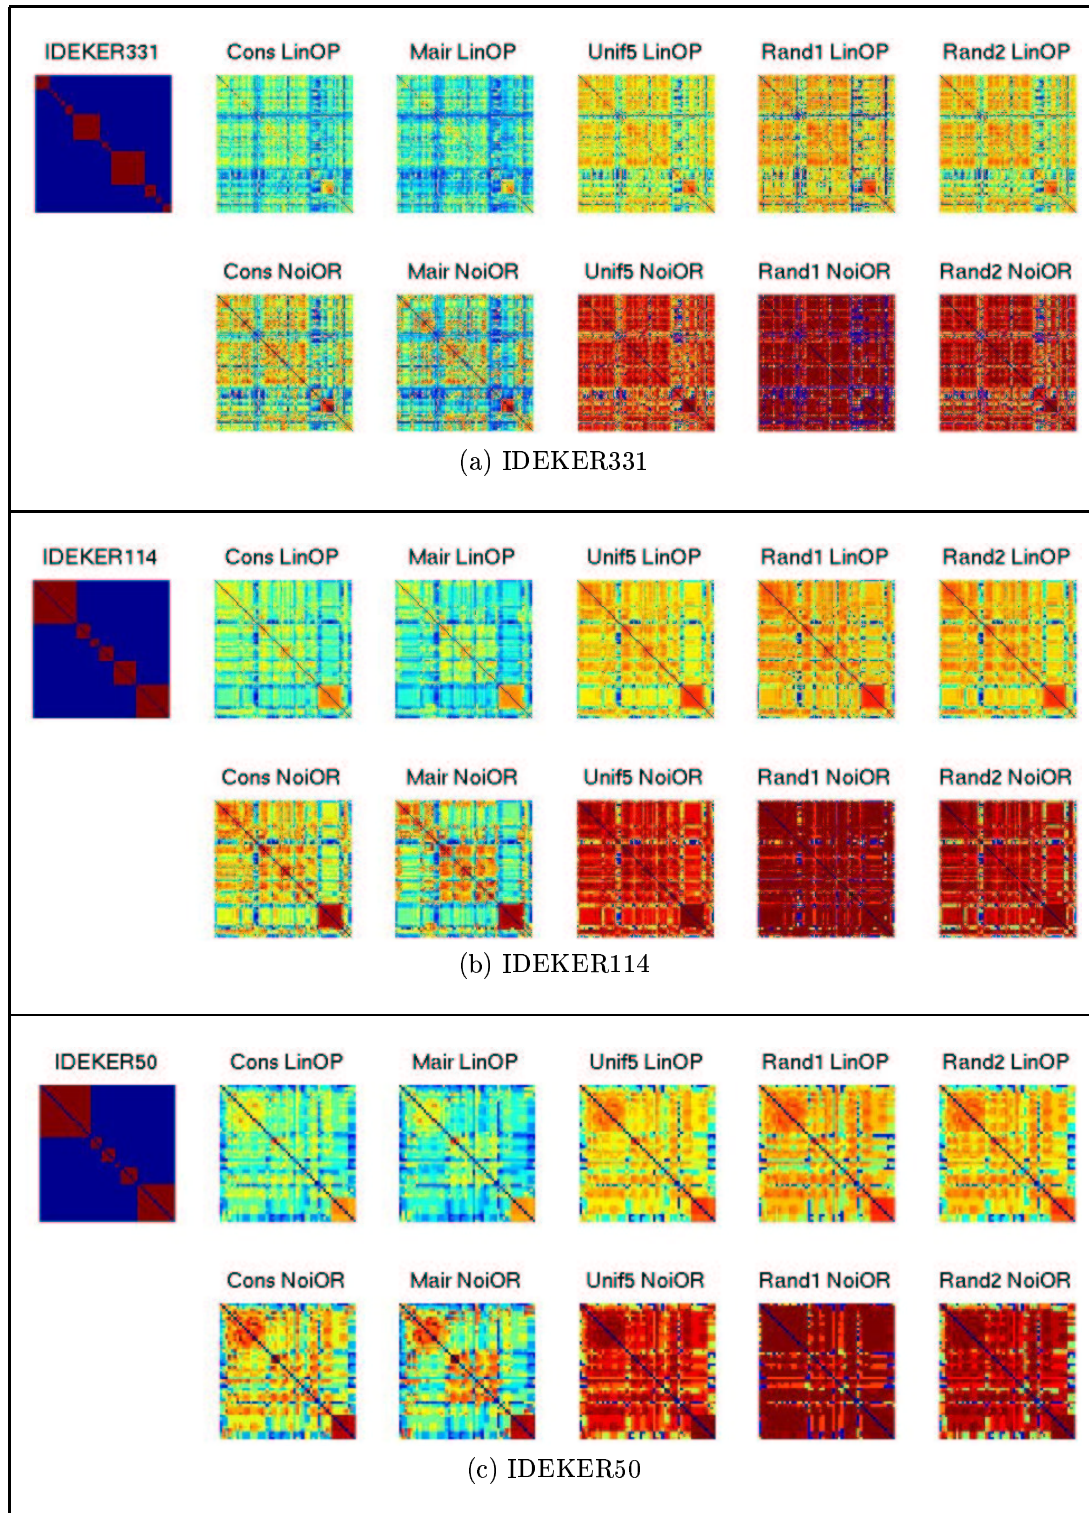 IDEKER331 Cons LinOP Mair LinOP Unif5 LinOP Rand1 LinOP Rand2 LinOP
Cons NoiOR Mair NoiOR Unif5 NoiOR Rand1 NoiOR Rand2 NoiOR
(a) IDEKER331
IDEKER114 Cons LinOP Mair LinOP Unif5 LinOP Rand1 LinOP Rand2 LinOP
Cons NoiOR Mair NoiOR Unif5 NoiOR Rand1 NoiOR Rand2 NoiOR
(b) IDEKER114
IDEKER50 Cons LinOP Mair LinOP Unif5 LinOP Rand1 LinOP Rand2 LinOP
Cons NoiOR Mair NoiOR Unif5 NoiOR Rand1 NoiOR Rand2 NoiOR
(c) IDEKER50